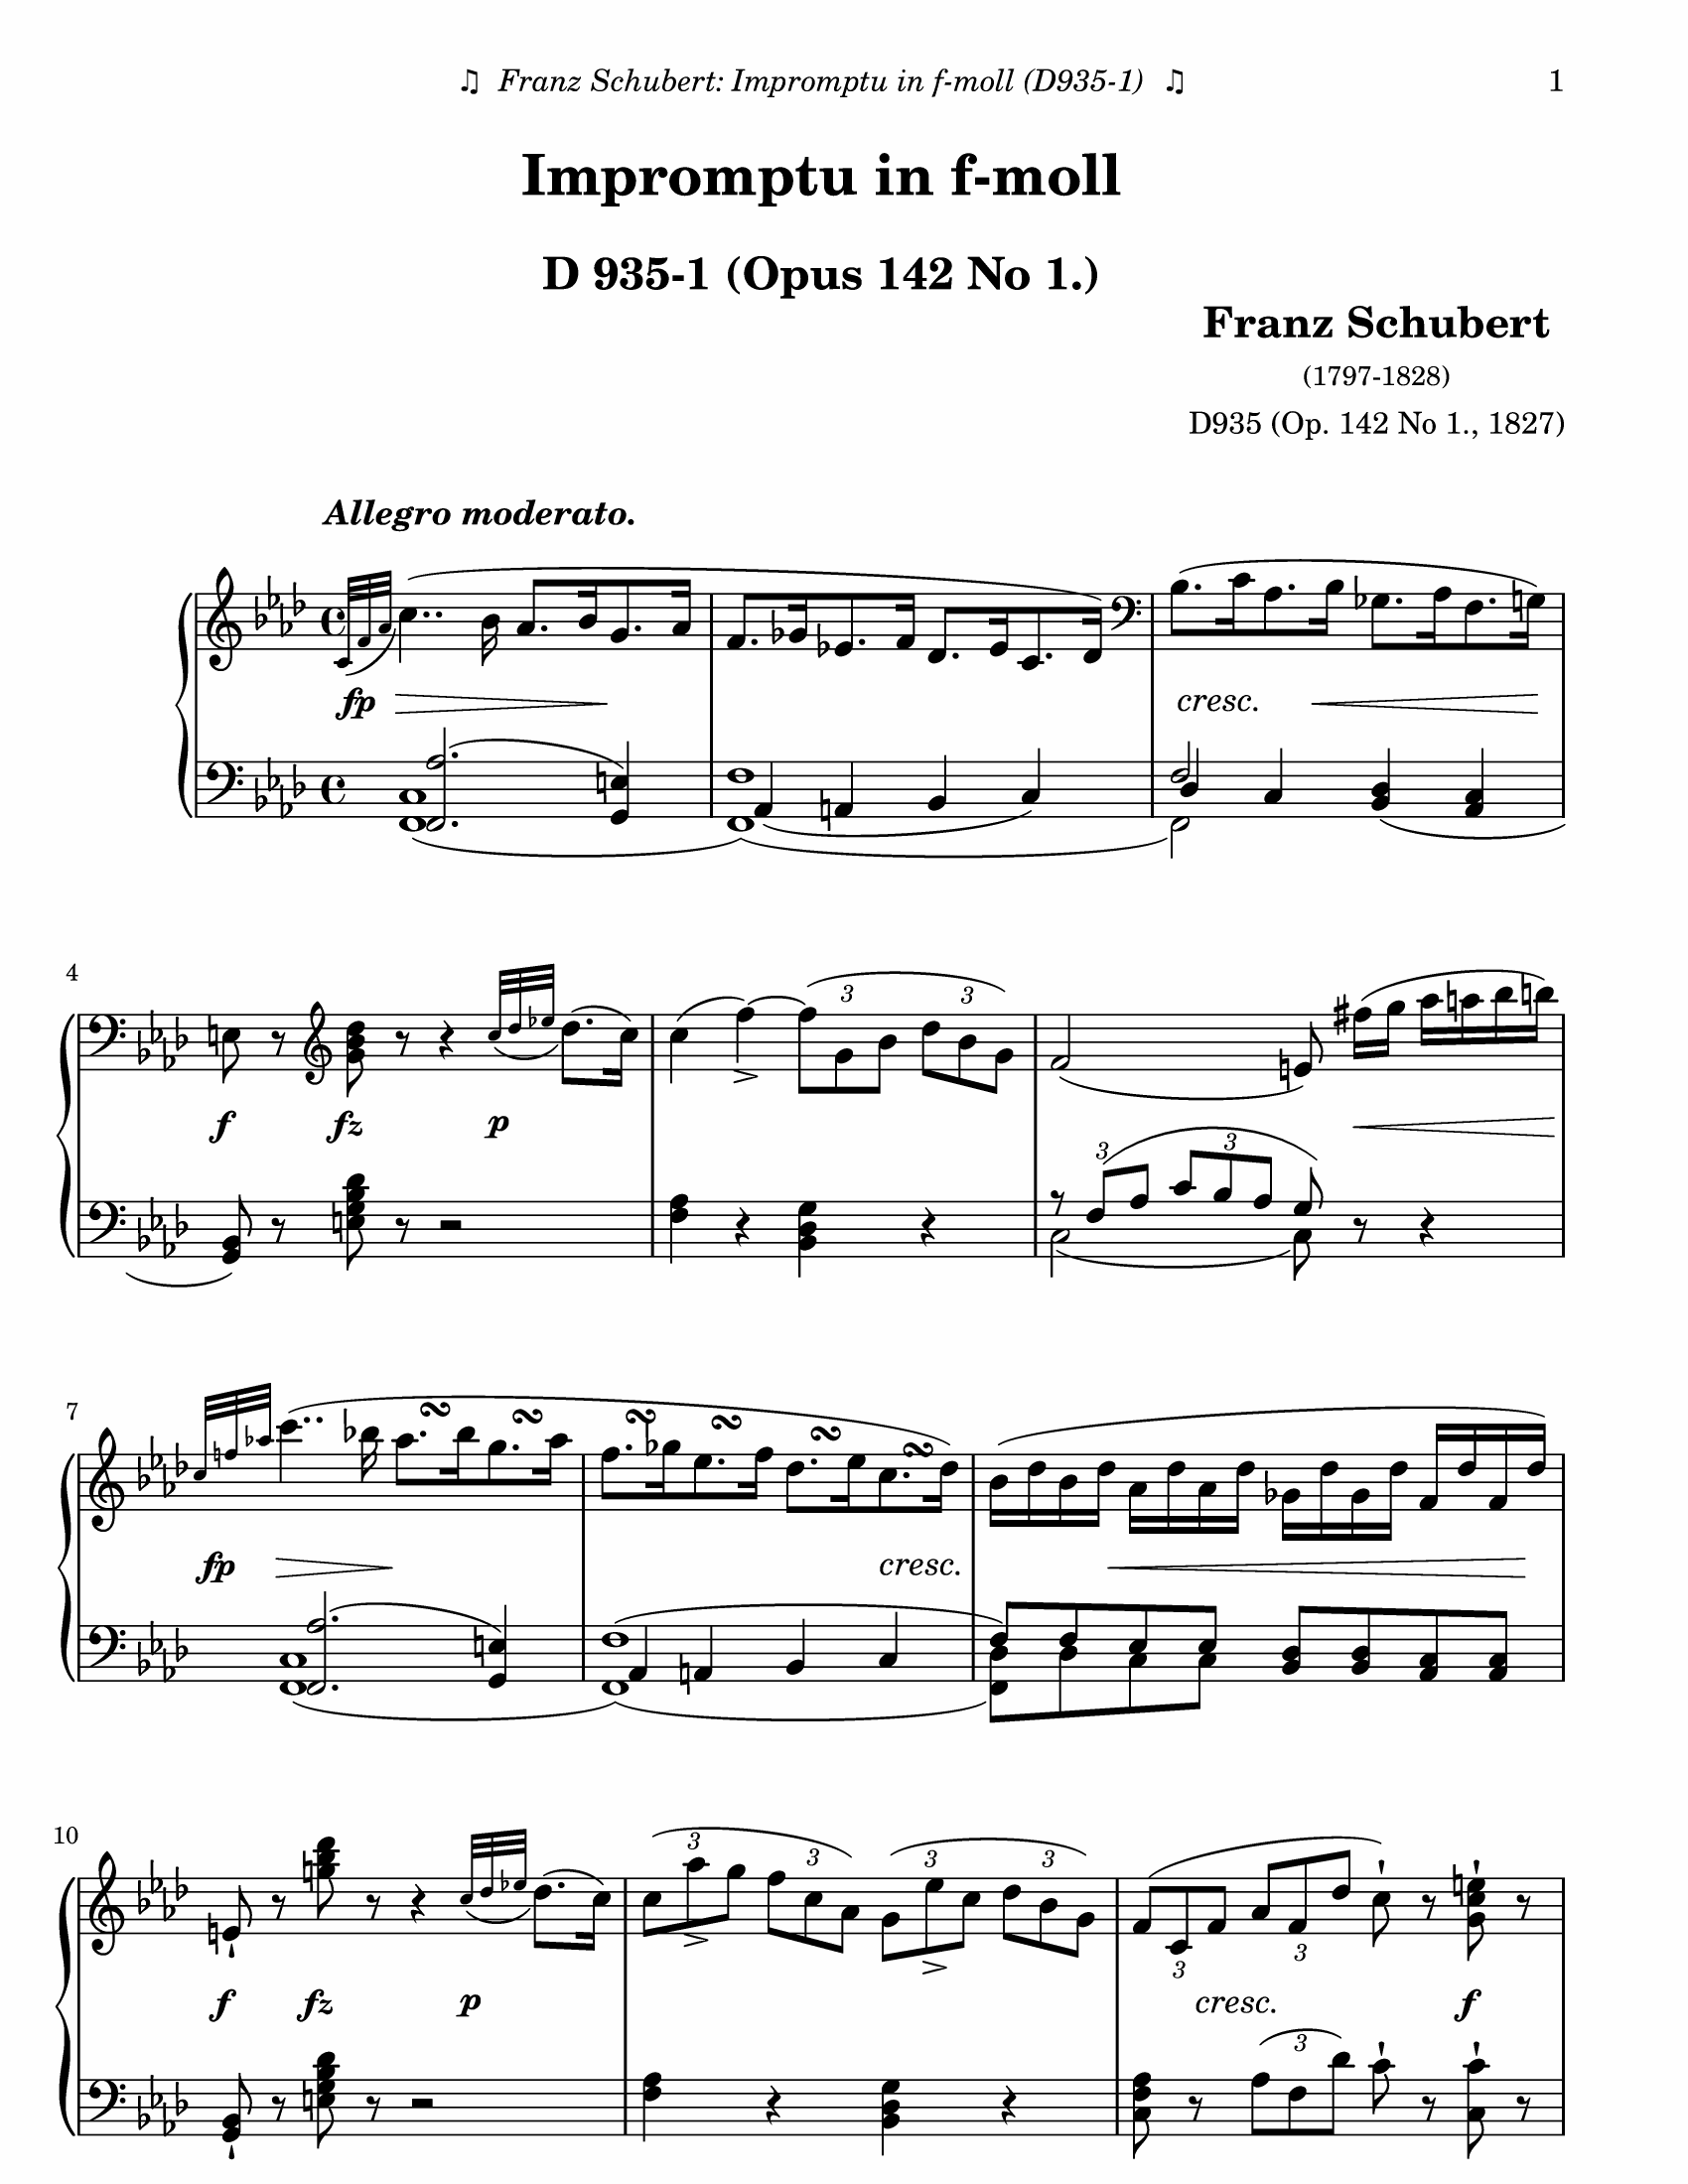 ♫ Franz Schubert: Impromptu in f-moll (D935-1) ♫ 1
Impromptu in f-moll
D 935-1 (Opus 142 No 1.)
Franz Schubert
(1797-1828)
D935 (Op. 142 No 1., 1827)
Allegro moderato.
fp cresc.
4
3 3
f fz p
3 3
7
fp cresc.
10
3 3 3 3
3 3
f fz p cresc. f
3